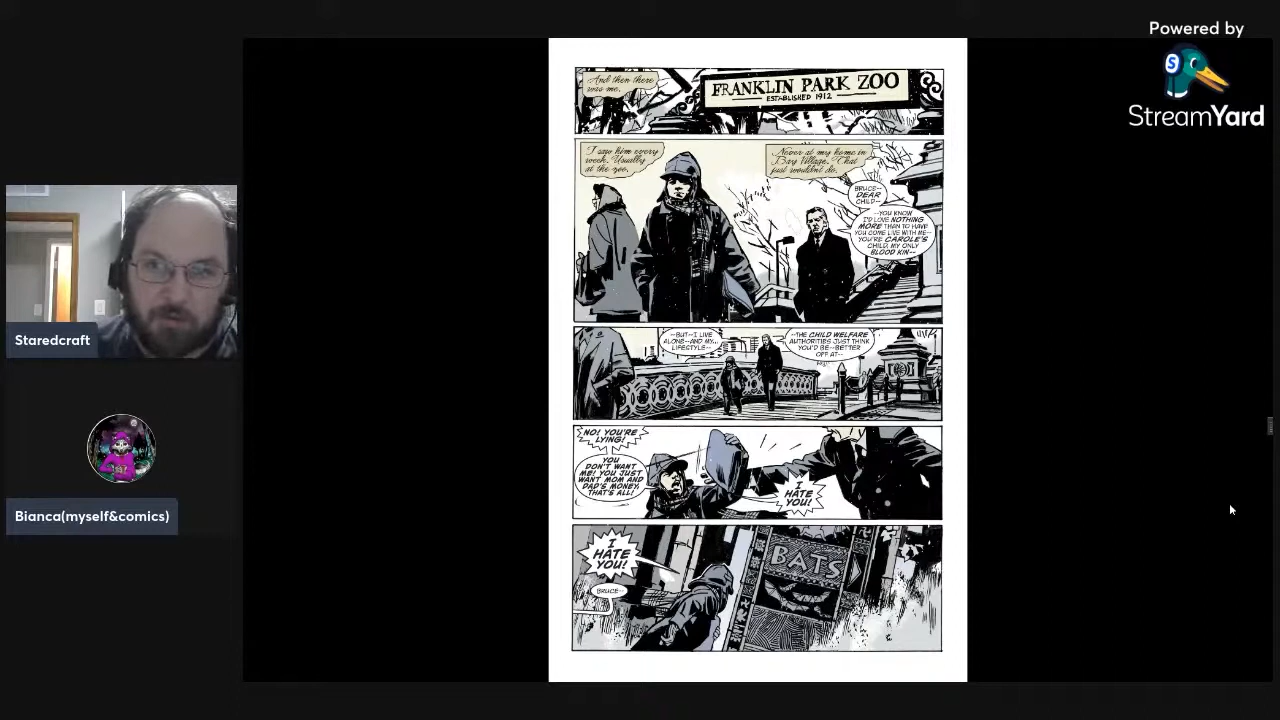 Powered by
StreamYard
Staredcraft
Bianca(myself&comics)
And then there
was me.
FRANKLIN PARK ZOO
ESTABLISHED 1912
I saw him every
week. Usually
at the zoo.
Never at my home in
Bay Village. That
just wouldn't do.
BRUCE--
DEAR
CHILD--
--YOU KNOW
I'D LOVE NOTHING
MORE THAN TO HAVE
YOU COME LIVE WITH ME--
YOU'RE CAROLE'S
CHILD, MY ONLY
BLOOD KIN--
--BUT--I LIVE
ALONE--AND MY...
LIFESTYLE--
--THE CHILD WELFARE
AUTHORITIES JUST THINK
YOU'D BE--BETTER
OFF AT--
NO! YOU'RE
LYING!
YOU
DON'T WANT
ME! YOU JUST
WANT MOM AND
DAD'S MONEY,
THAT'S ALL!
I
HATE
YOU!
I
HATE
YOU!
BRUCE--
BATS